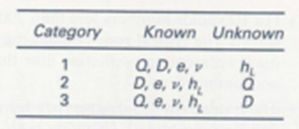 Category Known Unknown
1 Q, D, e, ν h_L
2 D, e, ν, h_L Q
3 Q, e, ν, h_L D